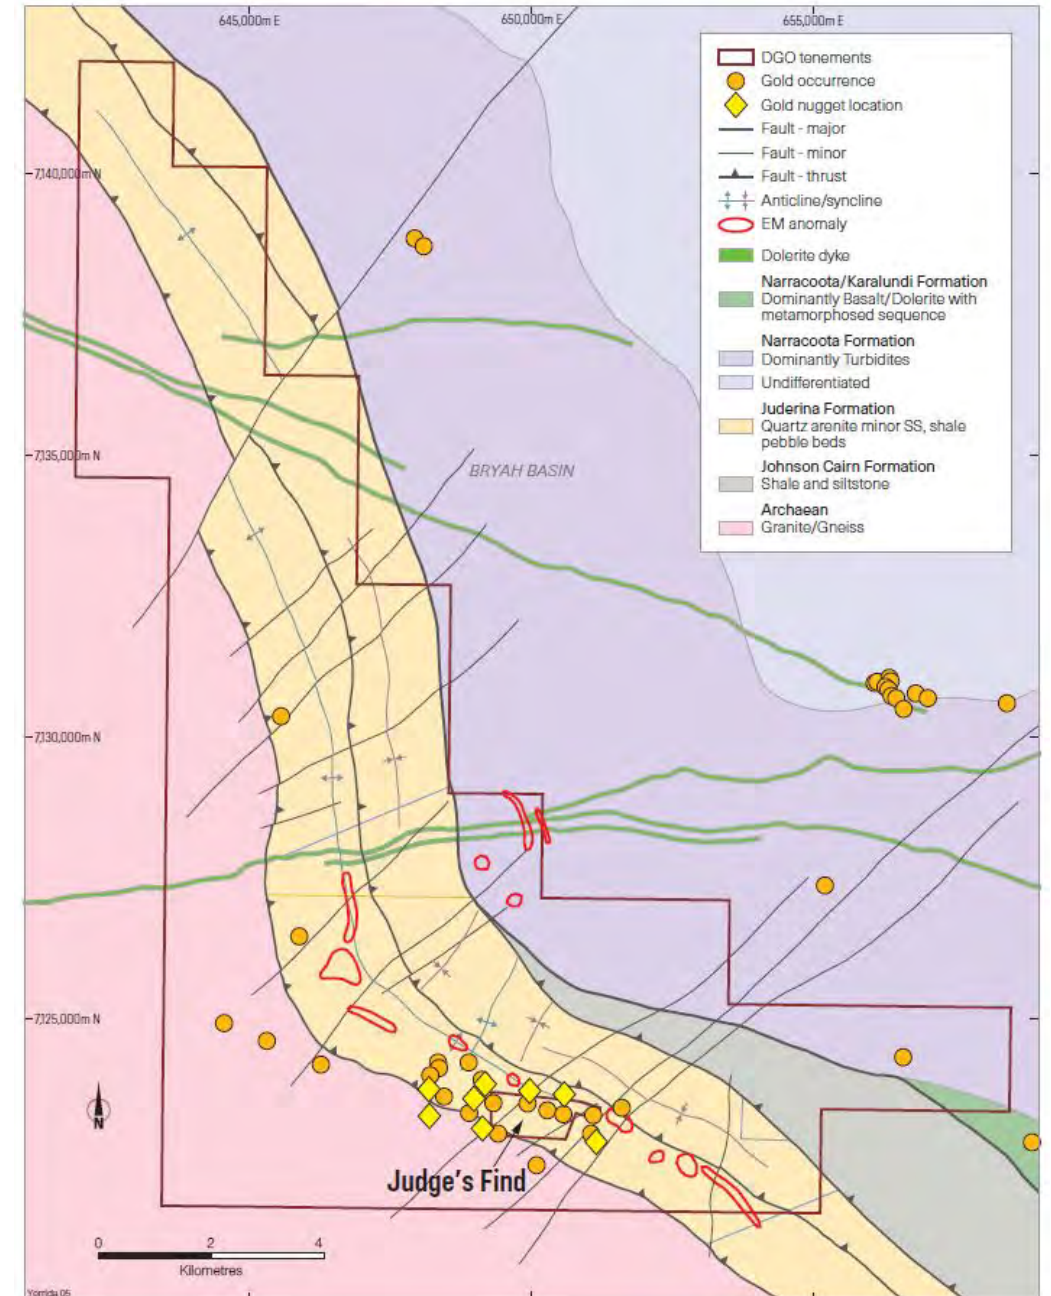 645,000m E
650,000m E
655,000m E
DGO tenements
Gold occurrence
Gold nugget location
Fault - major
Fault - minor
Fault - thrust
Anticline/syncline
EM anomaly
Dolerite dyke
Narracoota/Karalundi Formation
Dominantly Basalt/Dolerite with
metamorphosed sequence
Narracoota Formation
Dominantly Turbidites
Undifferentiated
Juderina Formation
Quartz arenite minor SS, shale
pebble beds
Johnson Cairn Formation
Shale and siltstone
Archaean
Granite/Gneiss
7,140,000m N
7,135,000m N
BRYAH BASIN
7,130,000m N
7,125,000m N
N
Judge's Find
0 2 4
Kilometres
Yorrida 05